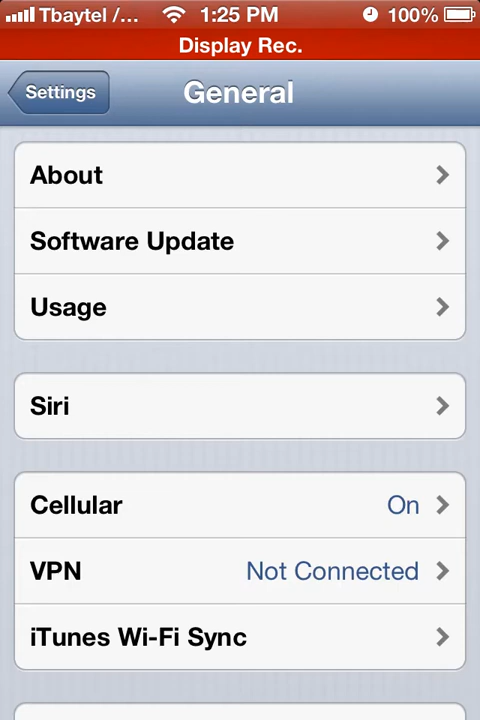 Tbaytel /... 1:25 PM 100%
Display Rec.
Settings General
About
Software Update
Usage
Siri
Cellular On
VPN Not Connected
iTunes Wi-Fi Sync